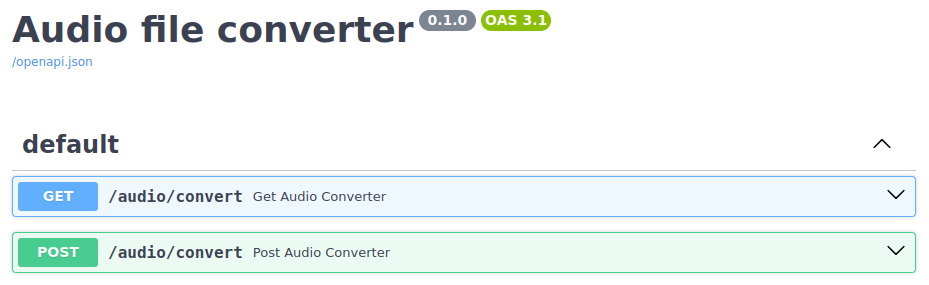 Audio file converter 0.1.0 OAS 3.1
/openapi.json
default
GET /audio/convert Get Audio Converter
POST /audio/convert Post Audio Converter